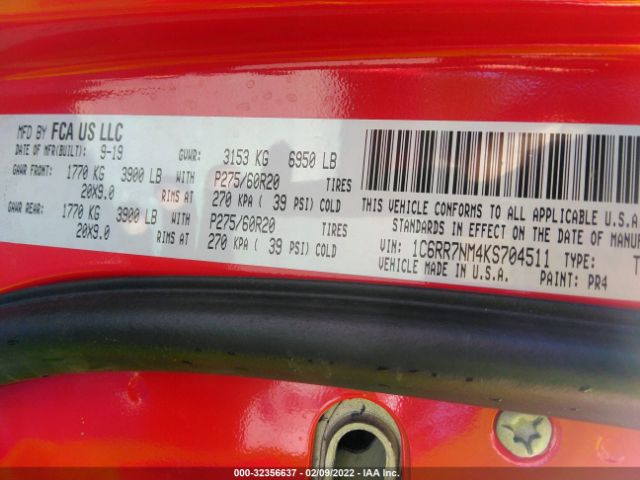 MFD BY FCA US LLC
DATE OF MFR(BUILT): 9-19 GVWR: 3153 KG 6950 LB
GAWR FRONT: 1770 KG 3900 LB WITH P275/60R20 TIRES
20X9.0 RIMS AT 270 KPA ( 39 PSI) COLD
GAWR REAR: 1770 KG 3900 LB WITH P275/60R20 TIRES
20X9.0 RIMS AT 270 KPA ( 39 PSI) COLD
THIS VEHICLE CONFORMS TO ALL APPLICABLE U.S.A.
STANDARDS IN EFFECT ON THE DATE OF MANU
VIN: 1C6RR7NM4KS704511 TYPE: T
VEHICLE MADE IN U.S.A. PAINT: PR4
000-32356637 - 02/09/2022 - IAA Inc.